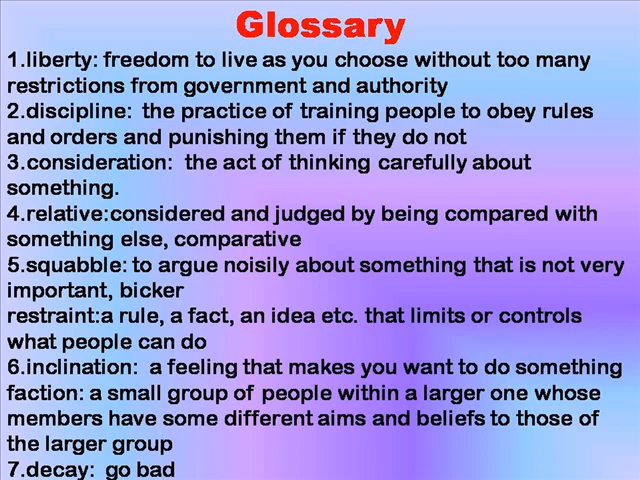 Glossary
1.liberty: freedom to live as you choose without too many
restrictions from government and authority
2.discipline:  the practice of training people to obey rules
and orders and punishing them if they do not
3.consideration:  the act of thinking carefully about
something.
4.relative:considered and judged by being compared with
something else, comparative
5.squabble: to argue noisily about something that is not very
important, bicker
restraint:a rule, a fact, an idea etc. that limits or controls
what people can do
6.inclination:  a feeling that makes you want to do something
faction: a small group of people within a larger one whose
members have some different aims and beliefs to those of
the larger group
7.decay:  go bad